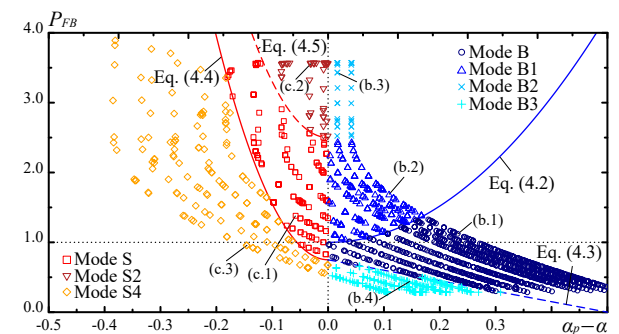 P_FB
4.0
3.0
2.0
1.0
0.0
Eq. (4.5)
Eq. (4.4)
(c.2)
(b.3)
Mode B
Mode B1
Mode B2
Mode B3
(b.2)
Eq. (4.2)
(b.1)
Eq. (4.3)
Mode S
Mode S2
Mode S4
(c.3)
(c.1)
(b.4)
-0.5 -0.4 -0.3 -0.2 -0.1 0.0 0.1 0.2 0.3 α_p−α